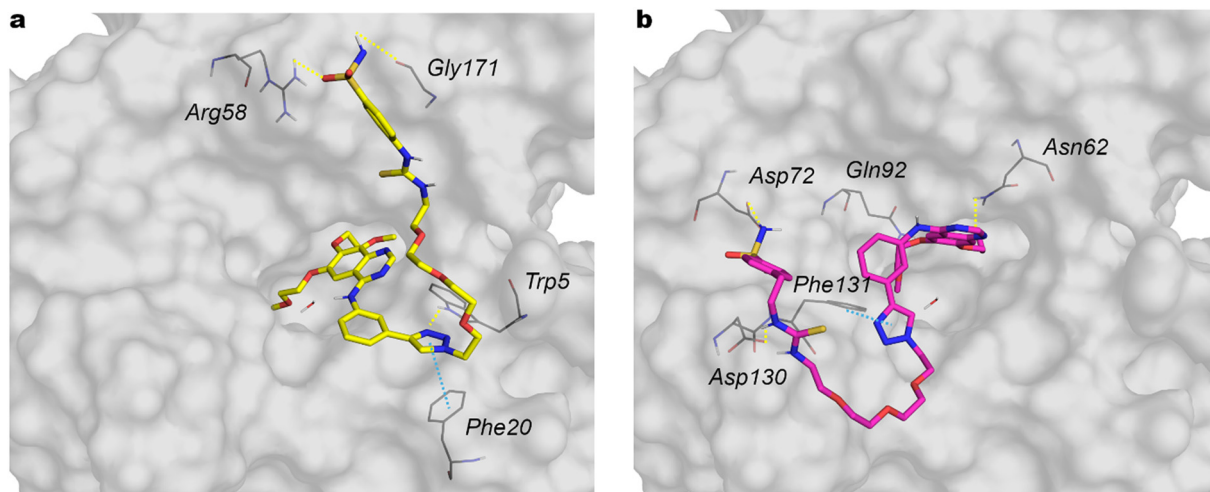 a
Gly171
Arg58
Trp5
Phe20
b
Asn62
Gln92
Asp72
Phe131
Asp130